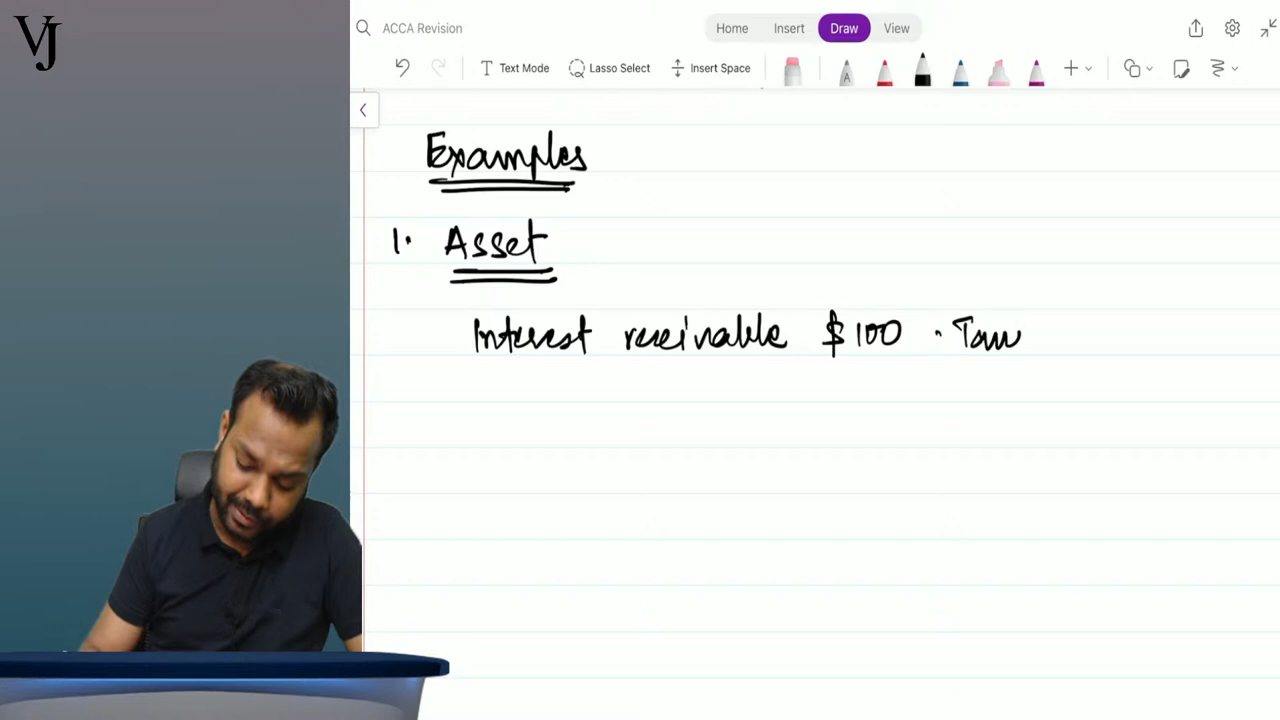 VJ
ACCA Revision
Home Insert Draw View
Text Mode Lasso Select Insert Space
A
Examples
1. Asset
Interest receivable $100 .